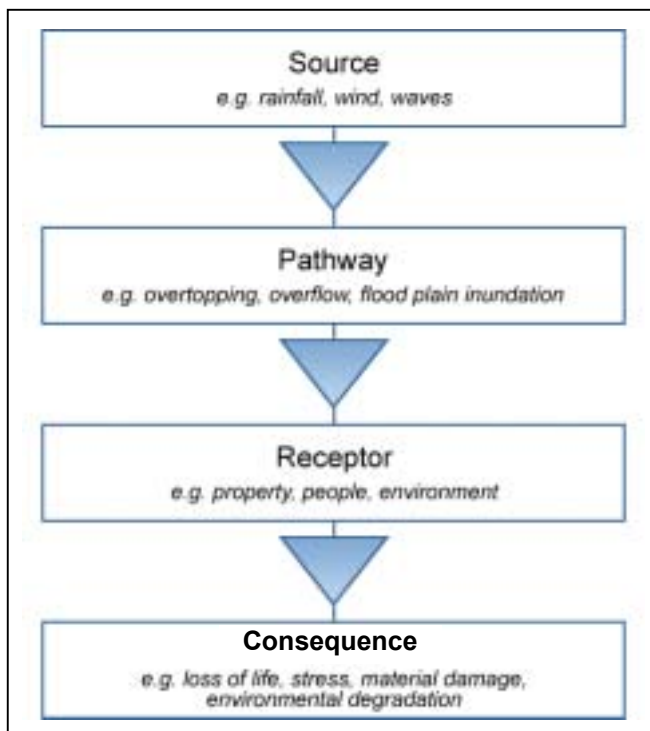 Source
e.g. rainfall, wind, waves
Pathway
e.g. overtopping, overflow, flood plain inundation
Receptor
e.g. property, people, environment
Consequence
e.g. loss of life, stress, material damage,
environmental degradation